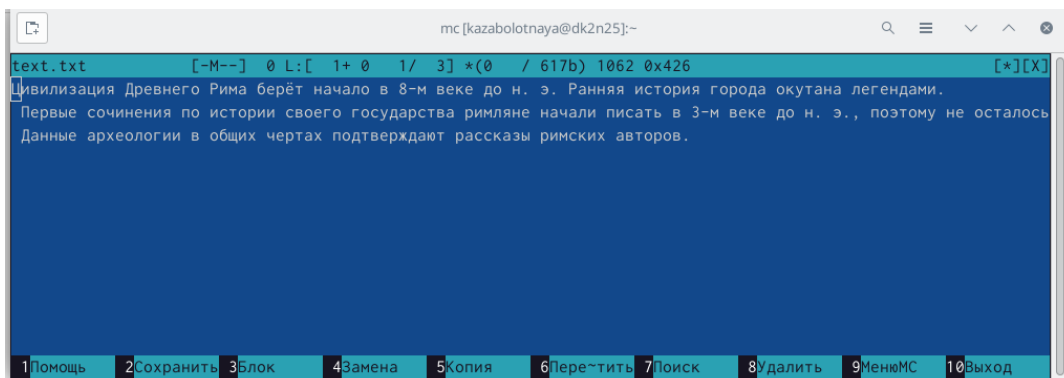 mc [kazabolotnaya@dk2n25]:~
text.txt [-M--] 0 L:[ 1+ 0 1/ 3] *(0 / 617b) 1062 0x426 [*][X]
Цивилизация Древнего Рима берёт начало в 8-м веке до н. э. Ранняя история города окутана легендами.
Первые сочинения по истории своего государства римляне начали писать в 3-м веке до н. э., поэтому не осталось
Данные археологии в общих чертах подтверждают рассказы римских авторов.
1Помощь 2Сохранить 3Блок 4Замена 5Копия 6Пере~тить 7Поиск 8Удалить 9МенюMC 10Выход